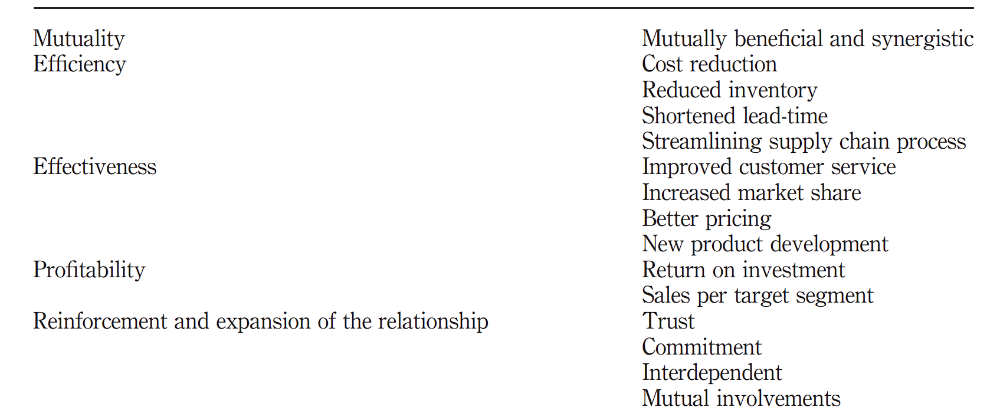 Mutuality Mutually beneficial and synergistic
Efficiency Cost reduction
Reduced inventory
Shortened lead-time
Streamlining supply chain process
Effectiveness Improved customer service
Increased market share
Better pricing
New product development
Profitability Return on investment
Sales per target segment
Reinforcement and expansion of the relationship Trust
Commitment
Interdependent
Mutual involvements